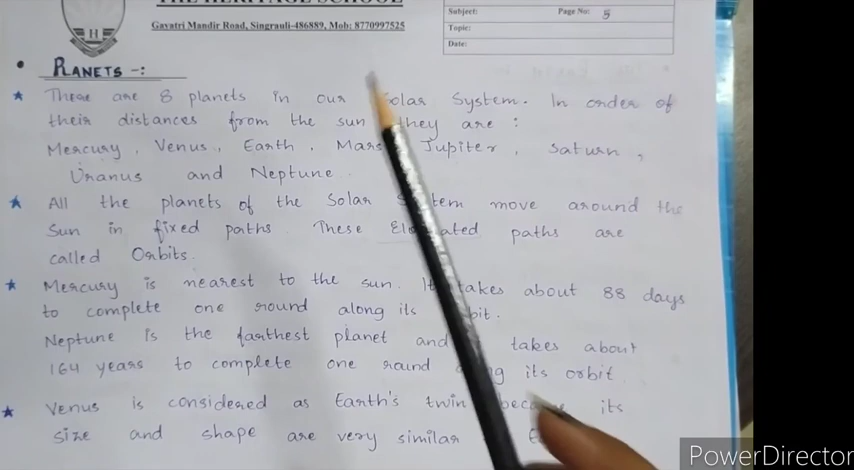 THE HERITAGE SCHOOL
Gayatri Mandir Road, Singrauli-486889, Mob: 8770997525
H
Subject: Page No: 5
Topic:
Date:
• PLANETS -:
★ There are 8 planets in our Solar System. In order of
their distances from the sun they are :
Mercury, Venus, Earth, Mars, Jupiter, Saturn,
Uranus and Neptune.
★ All the planets of the Solar System move around the
Sun in fixed paths. These Elongated paths are
called Orbits.
★ Mercury is nearest to the sun. It takes about 88 days
to complete one round along its orbit.
Neptune is the farthest planet and takes about
164 years to complete one round along its orbit
★ Venus is considered as Earth's twin because its
size and shape are very similar
PowerDirector